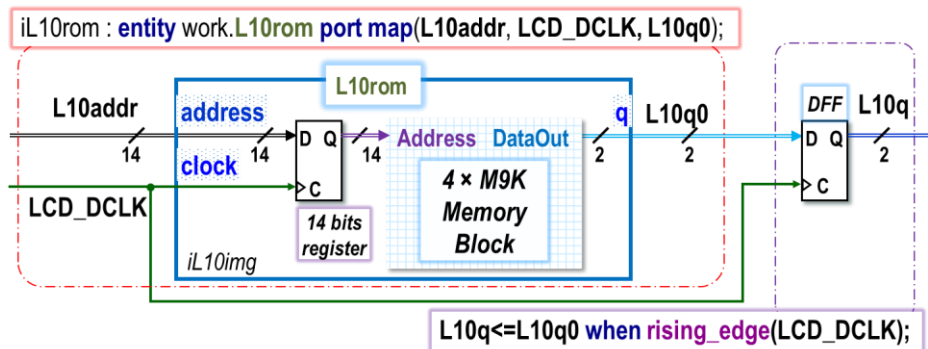 iL10rom : entity work.L10rom port map(L10addr, LCD_DCLK, L10q0);
L10rom
DFF
L10addr
address
q
L10q0
L10q
14
14
D Q
14
Address DataOut
2
2
D Q
2
clock
C
4 × M9K
Memory
Block
C
LCD_DCLK
14 bits
register
iL10img
L10q<=L10q0 when rising_edge(LCD_DCLK);